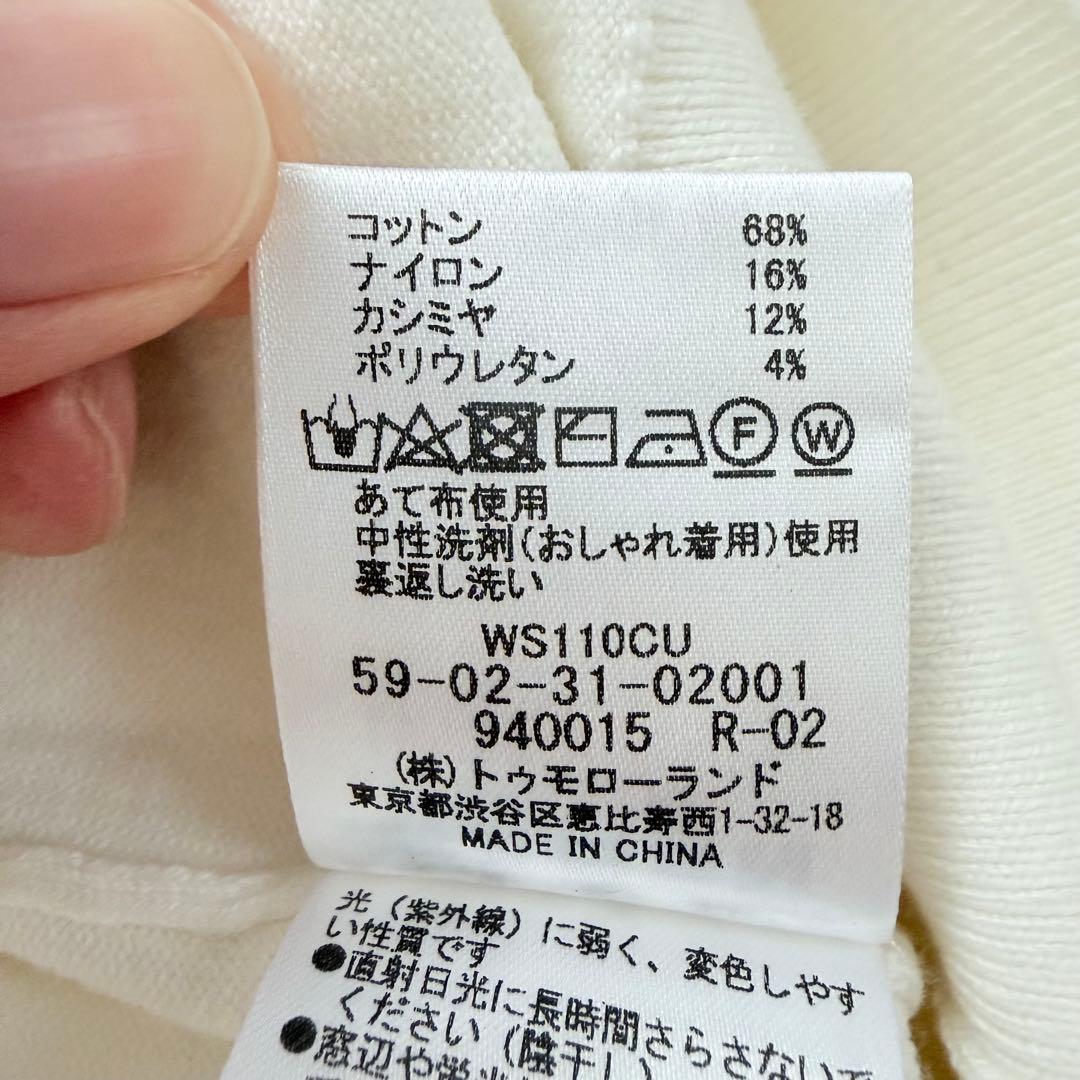 コットン 68%
ナイロン 16%
カシミヤ 12%
ポリウレタン 4%
F W
あて布使用
中性洗剤(おしゃれ着用)使用
裏返し洗い
WS110CU
59-02-31-02001
940015 R-02
(株)トゥモローランド
東京都渋谷区恵比寿西1-32-18
MADE IN CHINA
光(紫外線)に弱く、変色しやす
い性質です
●直射日光に長時間さらさないで
ください(陰干し)
●窓辺や蛍光